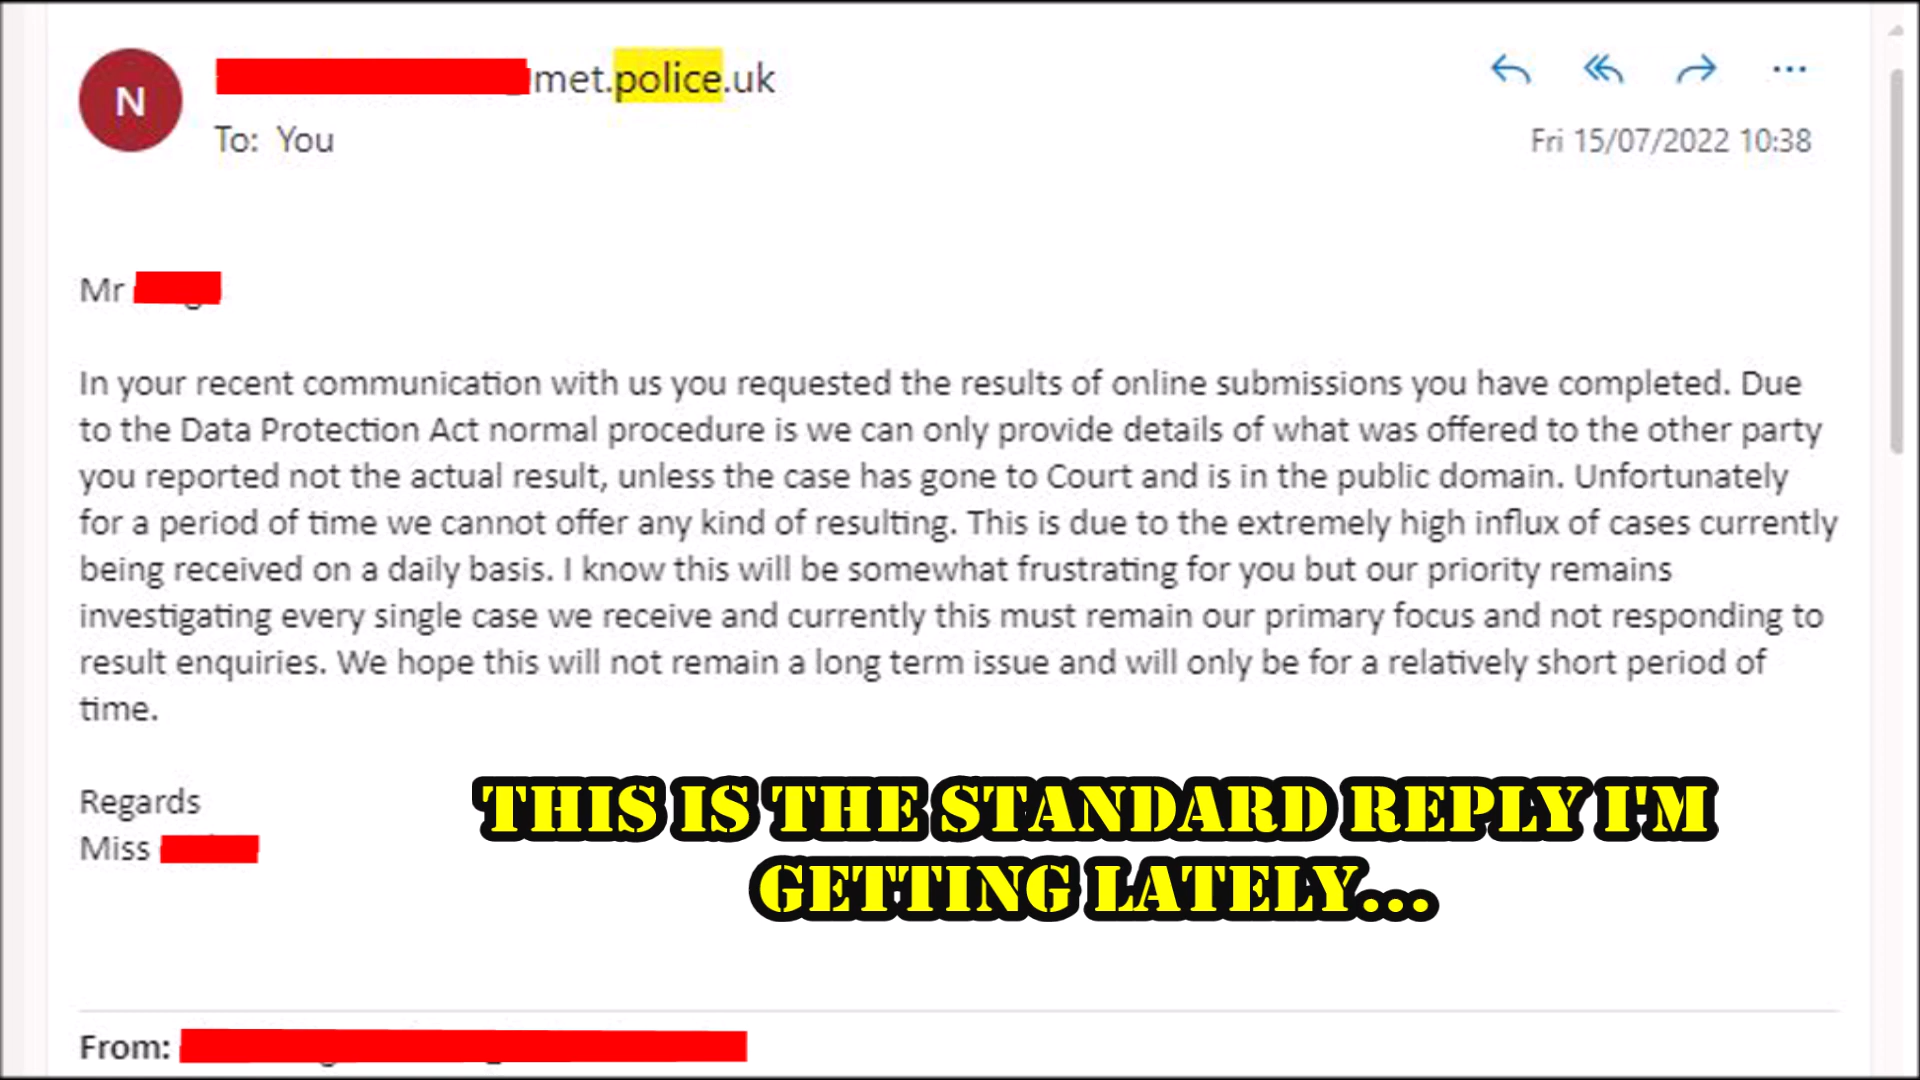 N
met.police.uk
To: You
Fri 15/07/2022 10:38
Mr
In your recent communication with us you requested the results of online submissions you have completed. Due
to the Data Protection Act normal procedure is we can only provide details of what was offered to the other party
you reported not the actual result, unless the case has gone to Court and is in the public domain. Unfortunately
for a period of time we cannot offer any kind of resulting. This is due to the extremely high influx of cases currently
being received on a daily basis. I know this will be somewhat frustrating for you but our priority remains
investigating every single case we receive and currently this must remain our primary focus and not responding to
result enquiries. We hope this will not remain a long term issue and will only be for a relatively short period of
time.
Regards
Miss
THIS IS THE STANDARD REPLY I'M
GETTING LATELY...
From: